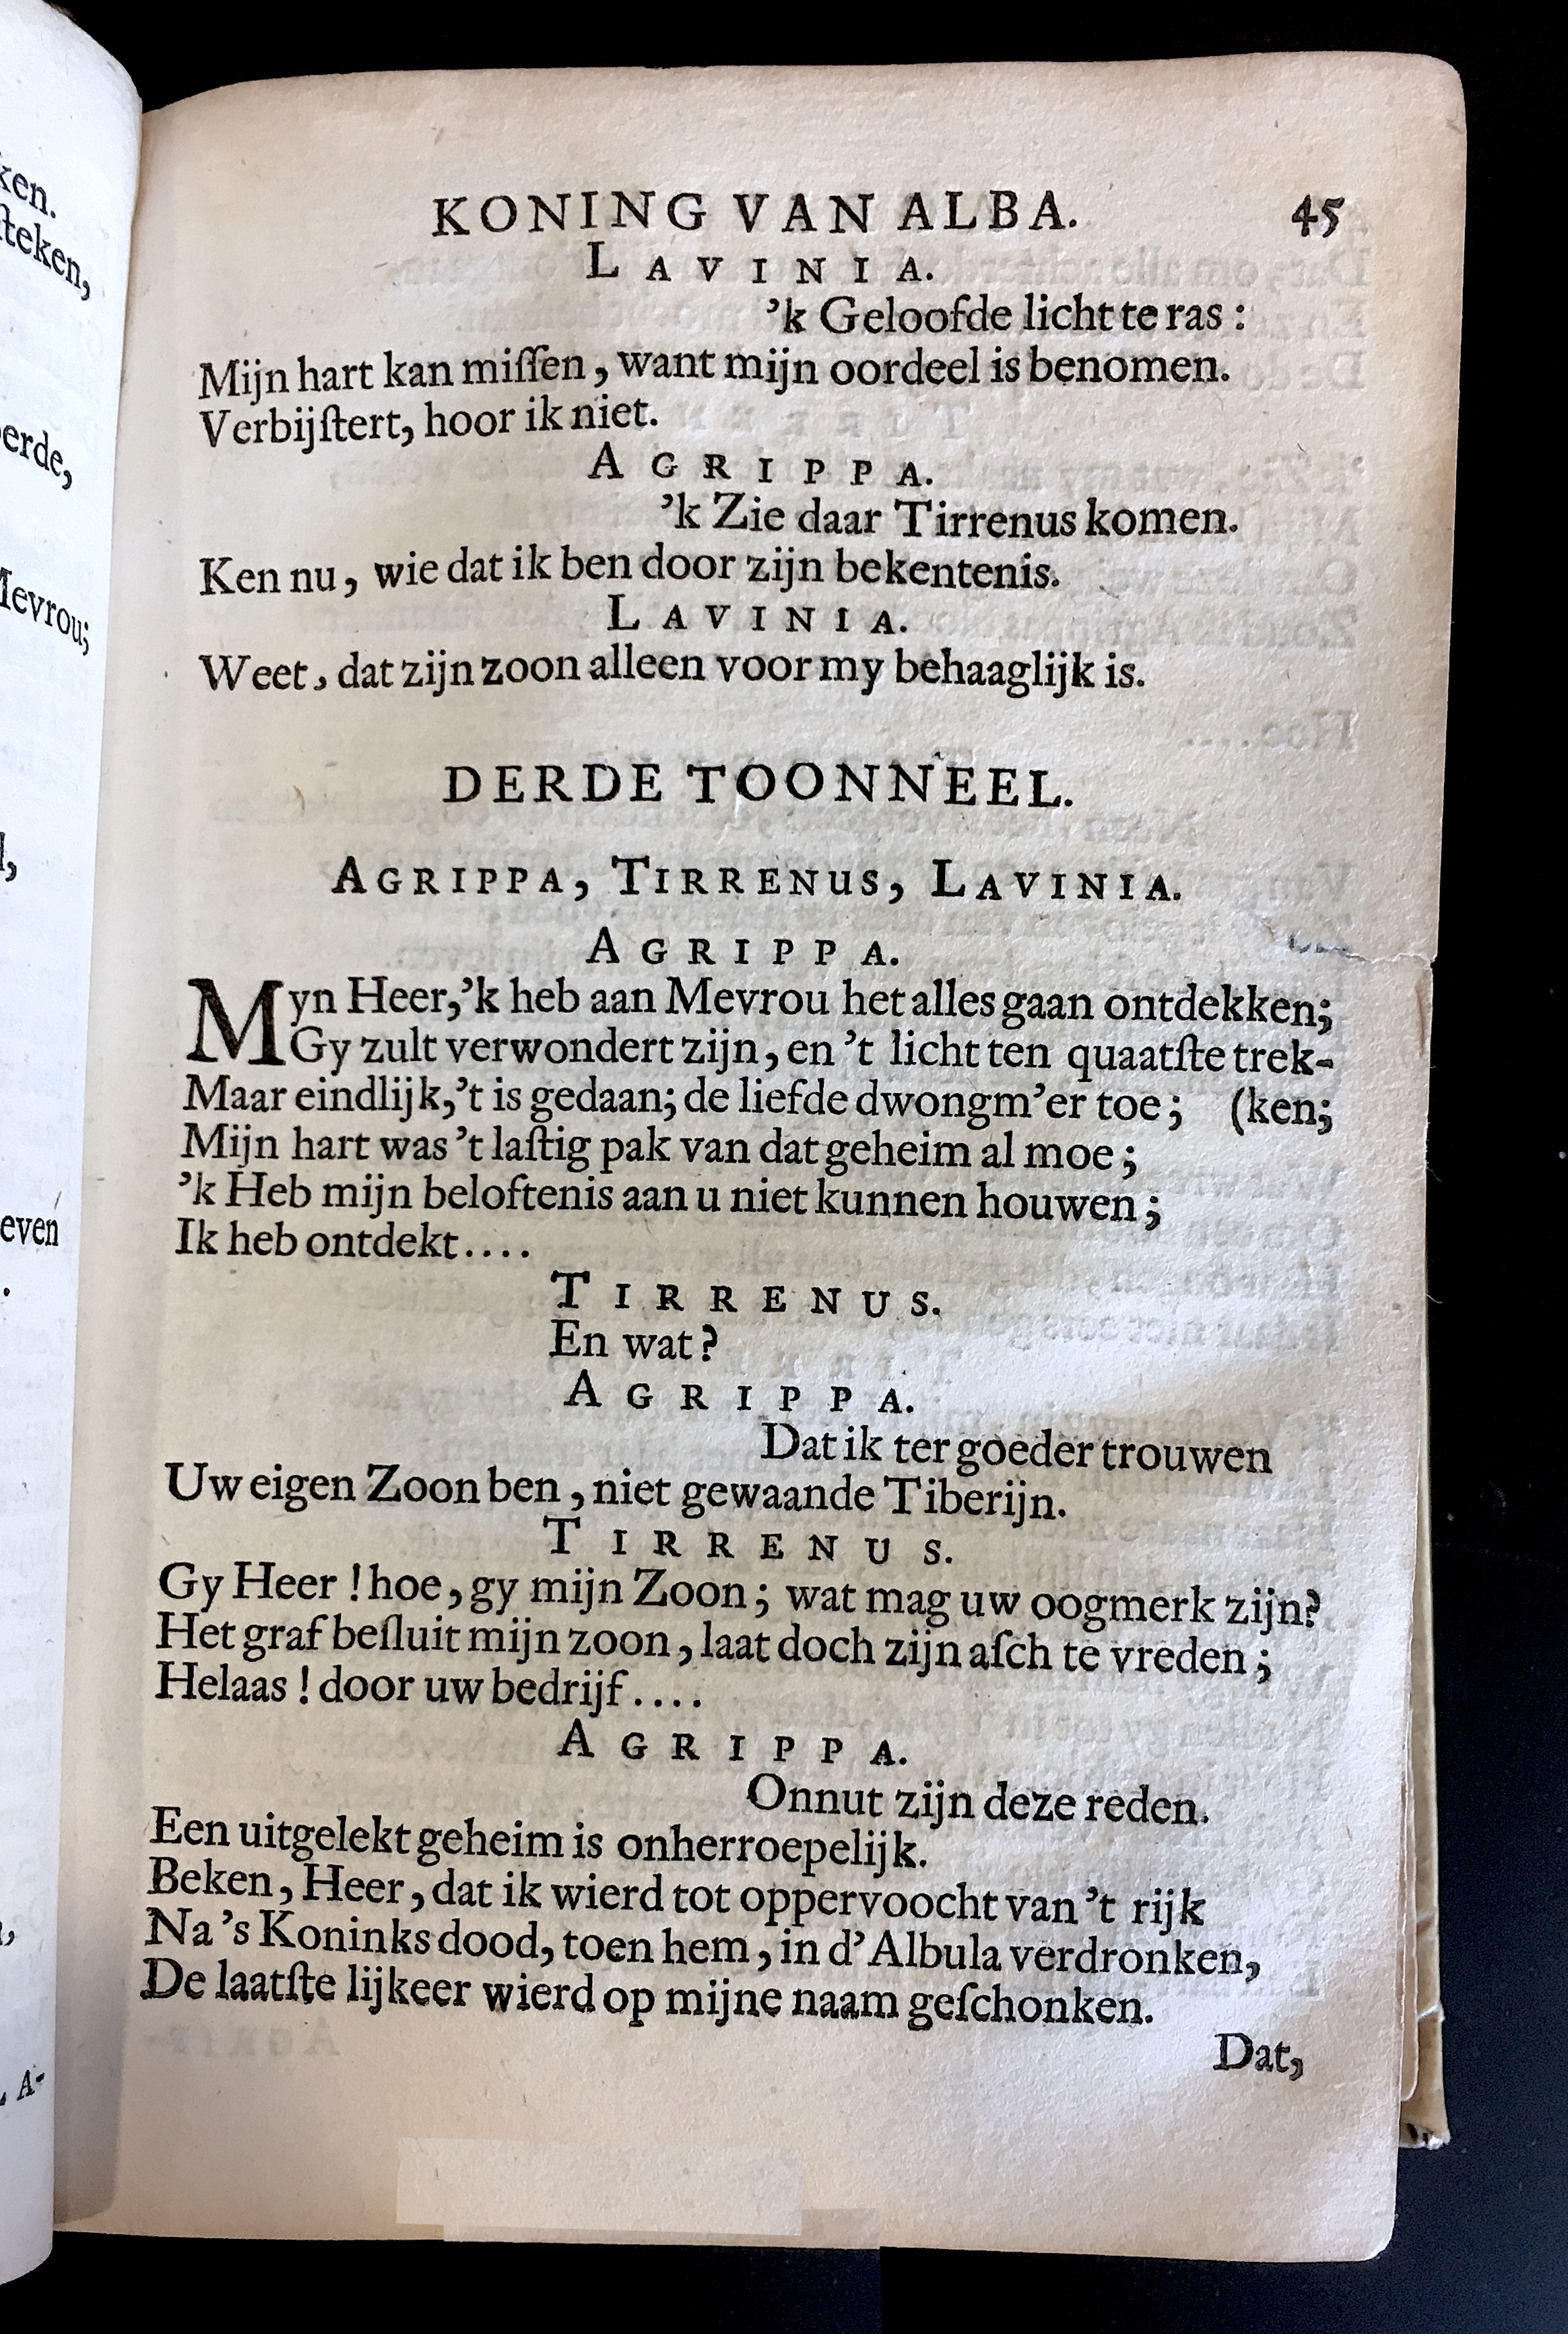 KONING VAN ALBA. 45
LAVINIA.
'k Geloofde licht te ras :
Mijn hart kan miſſen, want mijn oordeel is benomen.
Verbijſtert, hoor ik niet.
AGRIPPA.
'k Zie daar Tirrenus komen.
Ken nu, wie dat ik ben door zijn bekentenis.
LAVINIA.
Weet, dat zijn zoon alleen voor my behaaglijk is.
DERDE TOONNEEL.
AGRIPPA, TIRRENUS, LAVINIA.
AGRIPPA.
Myn Heer,'k heb aan Mevrou het alles gaan ontdekken;
Gy zult verwondert zijn, en 't licht ten quaatſte trek-
Maar eindlijk,'t is gedaan; de liefde dwongm'er toe; (ken;
Mijn hart was 't laſtig pak van dat geheim al moe;
'k Heb mijn beloftenis aan u niet kunnen houwen;
Ik heb ontdekt....
TIRRENUS.
En wat?
AGRIPPA.
Dat ik ter goeder trouwen
Uw eigen Zoon ben, niet gewaande Tiberijn.
TIRRENUS.
Gy Heer! hoe, gy mijn Zoon; wat mag uw oogmerk zijn?
Het graf beſluit mijn zoon, laat doch zijn aſch te vreden;
Helaas! door uw bedrijf....
AGRIPPA.
Onnut zijn deze reden.
Een uitgelekt geheim is onherroepelijk.
Beken, Heer, dat ik wierd tot oppervoocht van 't rijk
Na 's Koninks dood, toen hem, in d' Albula verdronken,
De laatſte lijkeer wierd op mijne naam geſchonken.
Dat,
ken.
ſteken,
erde,
Mevrou;
even
A-